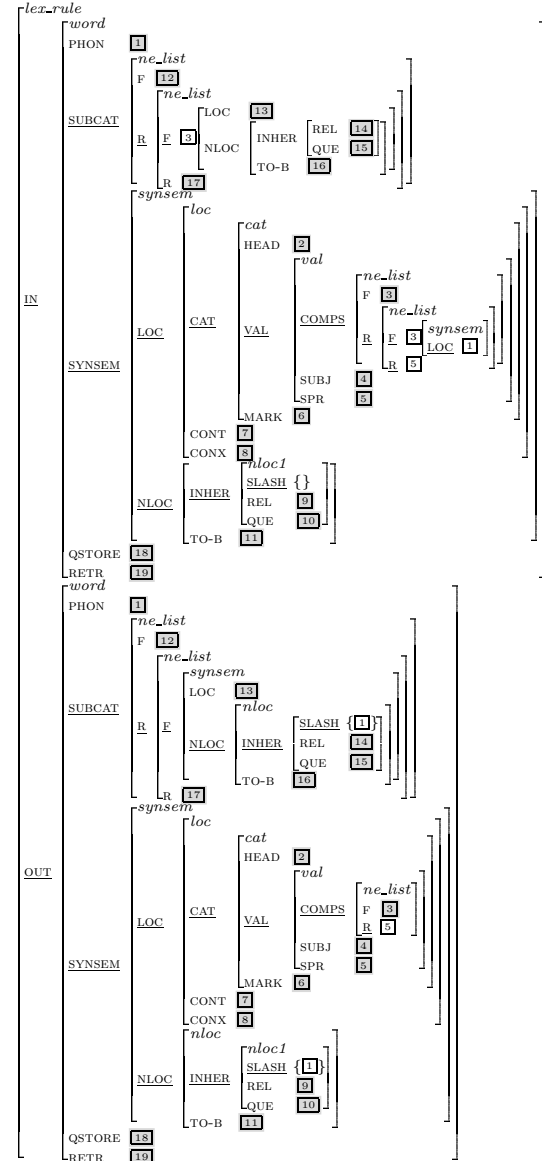 lex_rule
word
PHON 1
ne_list
F 12
ne_list
LOC 13
SUBCAT
R F 3
REL 14
INHER
NLOC
QUE 15
TO-B 16
R 17
synsem
loc
cat
HEAD 2
val
ne_list
F 3
IN
ne_list
COMPS
synsem
LOC CAT VAL
R F 3
LOC 1
SYNSEM
R 5
SUBJ 4
SPR 5
MARK 6
CONT 7
CONX 8
nloc1
SLASH {}
INHER
REL 9
NLOC
QUE 10
TO-B 11
QSTORE 18
RETR 19
word
PHON 1
ne_list
F 12
ne_list
synsem
LOC 13
SUBCAT
nloc
SLASH { 1 }
R F
NLOC INHER REL 14
QUE 15
TO-B 16
R 17
synsem
loc
cat
HEAD 2
val
OUT
ne_list
COMPS F 3
LOC CAT VAL
R 5
SUBJ 4
SYNSEM
SPR 5
MARK 6
CONT 7
CONX 8
nloc
nloc1
SLASH { 1 }
NLOC INHER
REL 9
QUE 10
TO-B 11
QSTORE 18
RETR 19